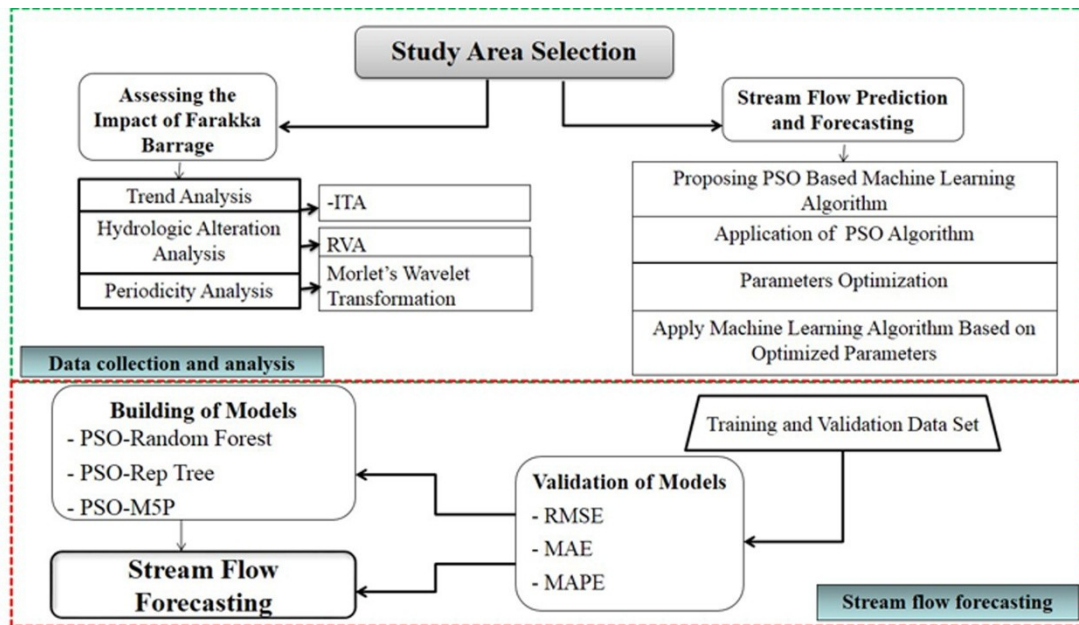 Study Area Selection
Assessing the
Impact of Farakka
Barrage
Stream Flow Prediction
and Forecasting
Trend Analysis
-ITA
Hydrologic Alteration
Analysis
RVA
Periodicity Analysis
Morlet's Wavelet
Transformation
Proposing PSO Based Machine Learning
Algorithm
Application of PSO Algorithm
Parameters Optimization
Apply Machine Learning Algorithm Based on
Optimized Parameters
Data collection and analysis
Building of Models
- PSO-Random Forest
- PSO-Rep Tree
- PSO-M5P
Training and Validation Data Set
Validation of Models
- RMSE
- MAE
- MAPE
Stream Flow
Forecasting
Stream flow forecasting